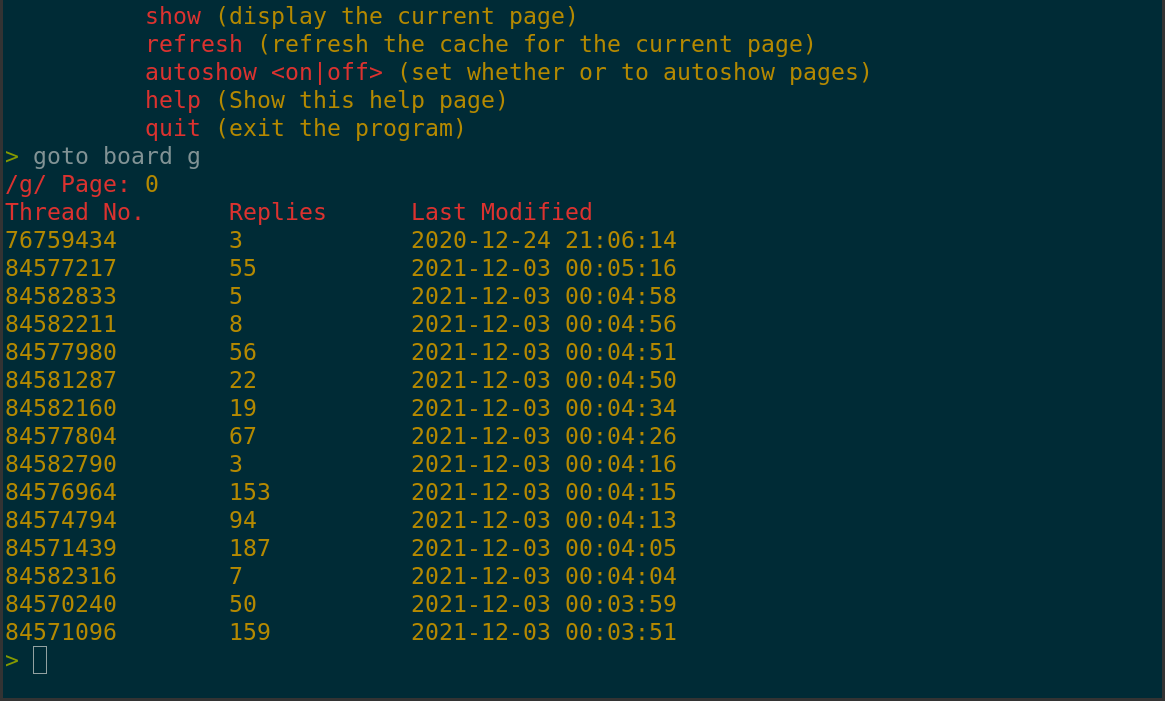 show (display the current page)
refresh (refresh the cache for the current page)
autoshow <on|off> (set whether or to autoshow pages)
help (Show this help page)
quit (exit the program)
> goto board g
/g/ Page: 0
Thread No. Replies Last Modified
76759434 3 2020-12-24 21:06:14
84577217 55 2021-12-03 00:05:16
84582833 5 2021-12-03 00:04:58
84582211 8 2021-12-03 00:04:56
84577980 56 2021-12-03 00:04:51
84581287 22 2021-12-03 00:04:50
84582160 19 2021-12-03 00:04:34
84577804 67 2021-12-03 00:04:26
84582790 3 2021-12-03 00:04:16
84576964 153 2021-12-03 00:04:15
84574794 94 2021-12-03 00:04:13
84571439 187 2021-12-03 00:04:05
84582316 7 2021-12-03 00:04:04
84570240 50 2021-12-03 00:03:59
84571096 159 2021-12-03 00:03:51
>